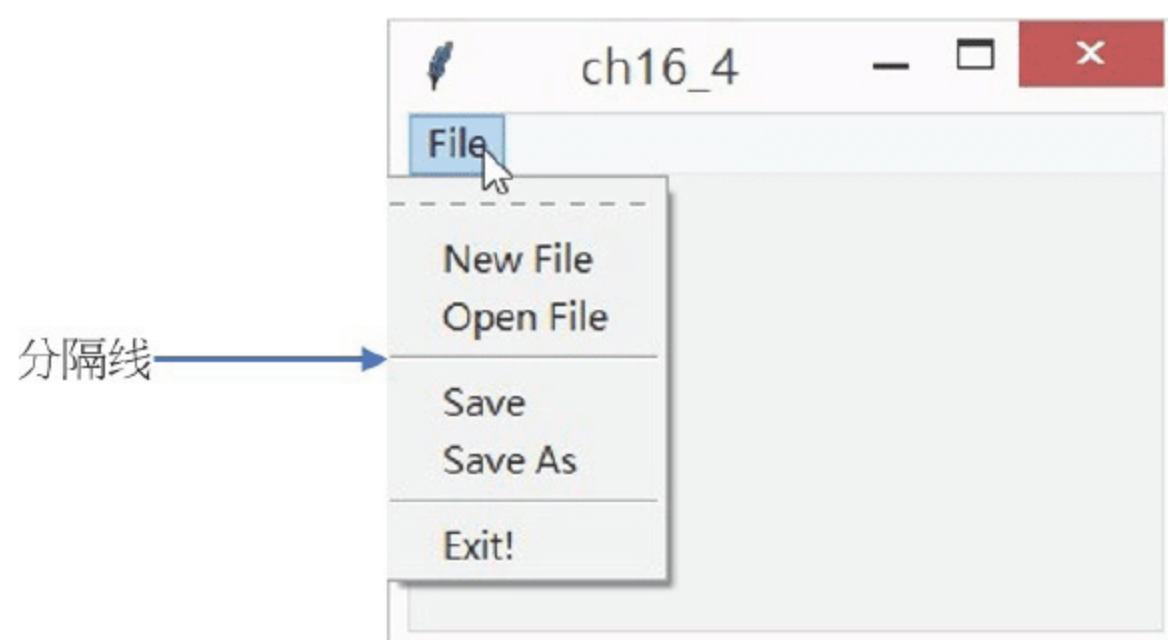 ch16_4
File
New File
Open File
分隔线
Save
Save As
Exit!